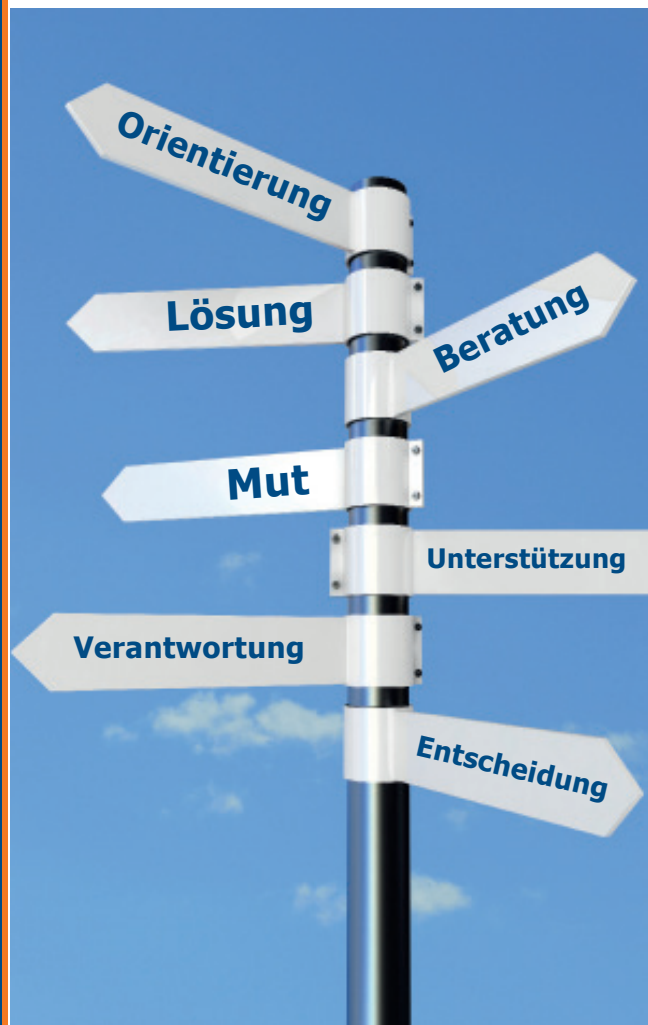 Orientierung
Lösung
Beratung
Mut
Unterstützung
Verantwortung
Entscheidung